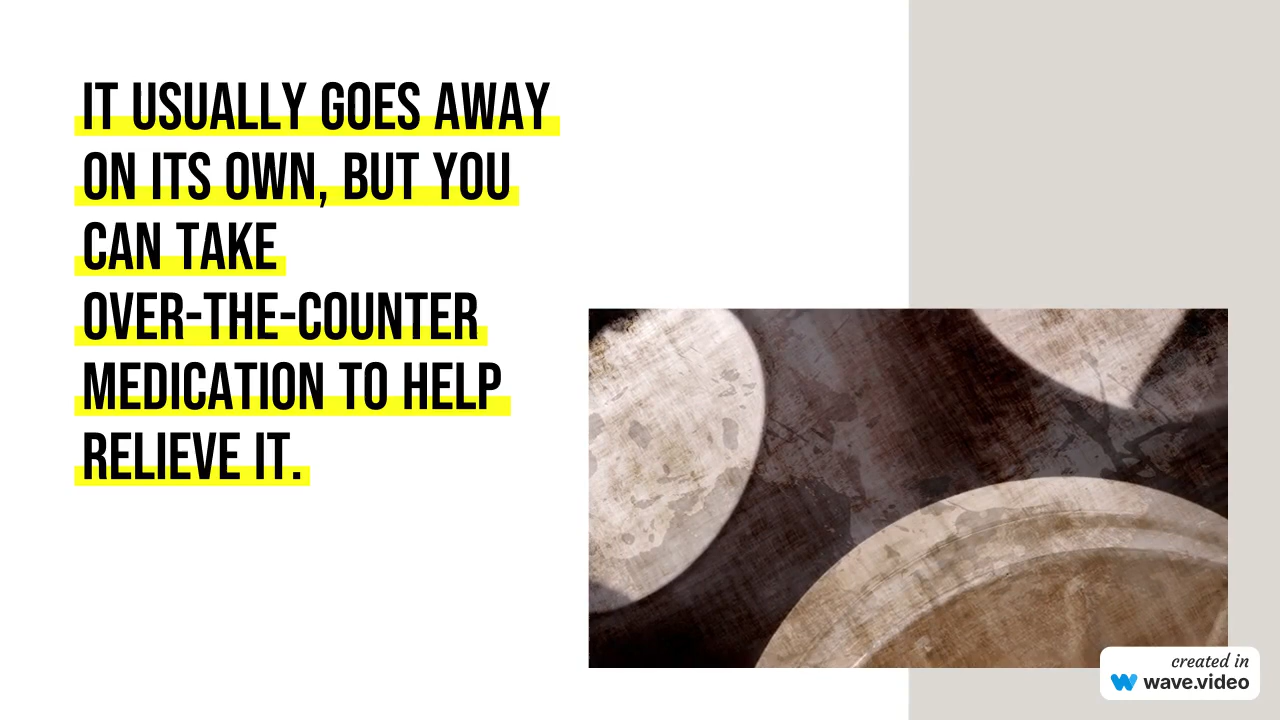 IT USUALLY GOES AWAY
ON ITS OWN, BUT YOU
CAN TAKE
OVER-THE-COUNTER
MEDICATION TO HELP
RELIEVE IT.
created in
wave.video